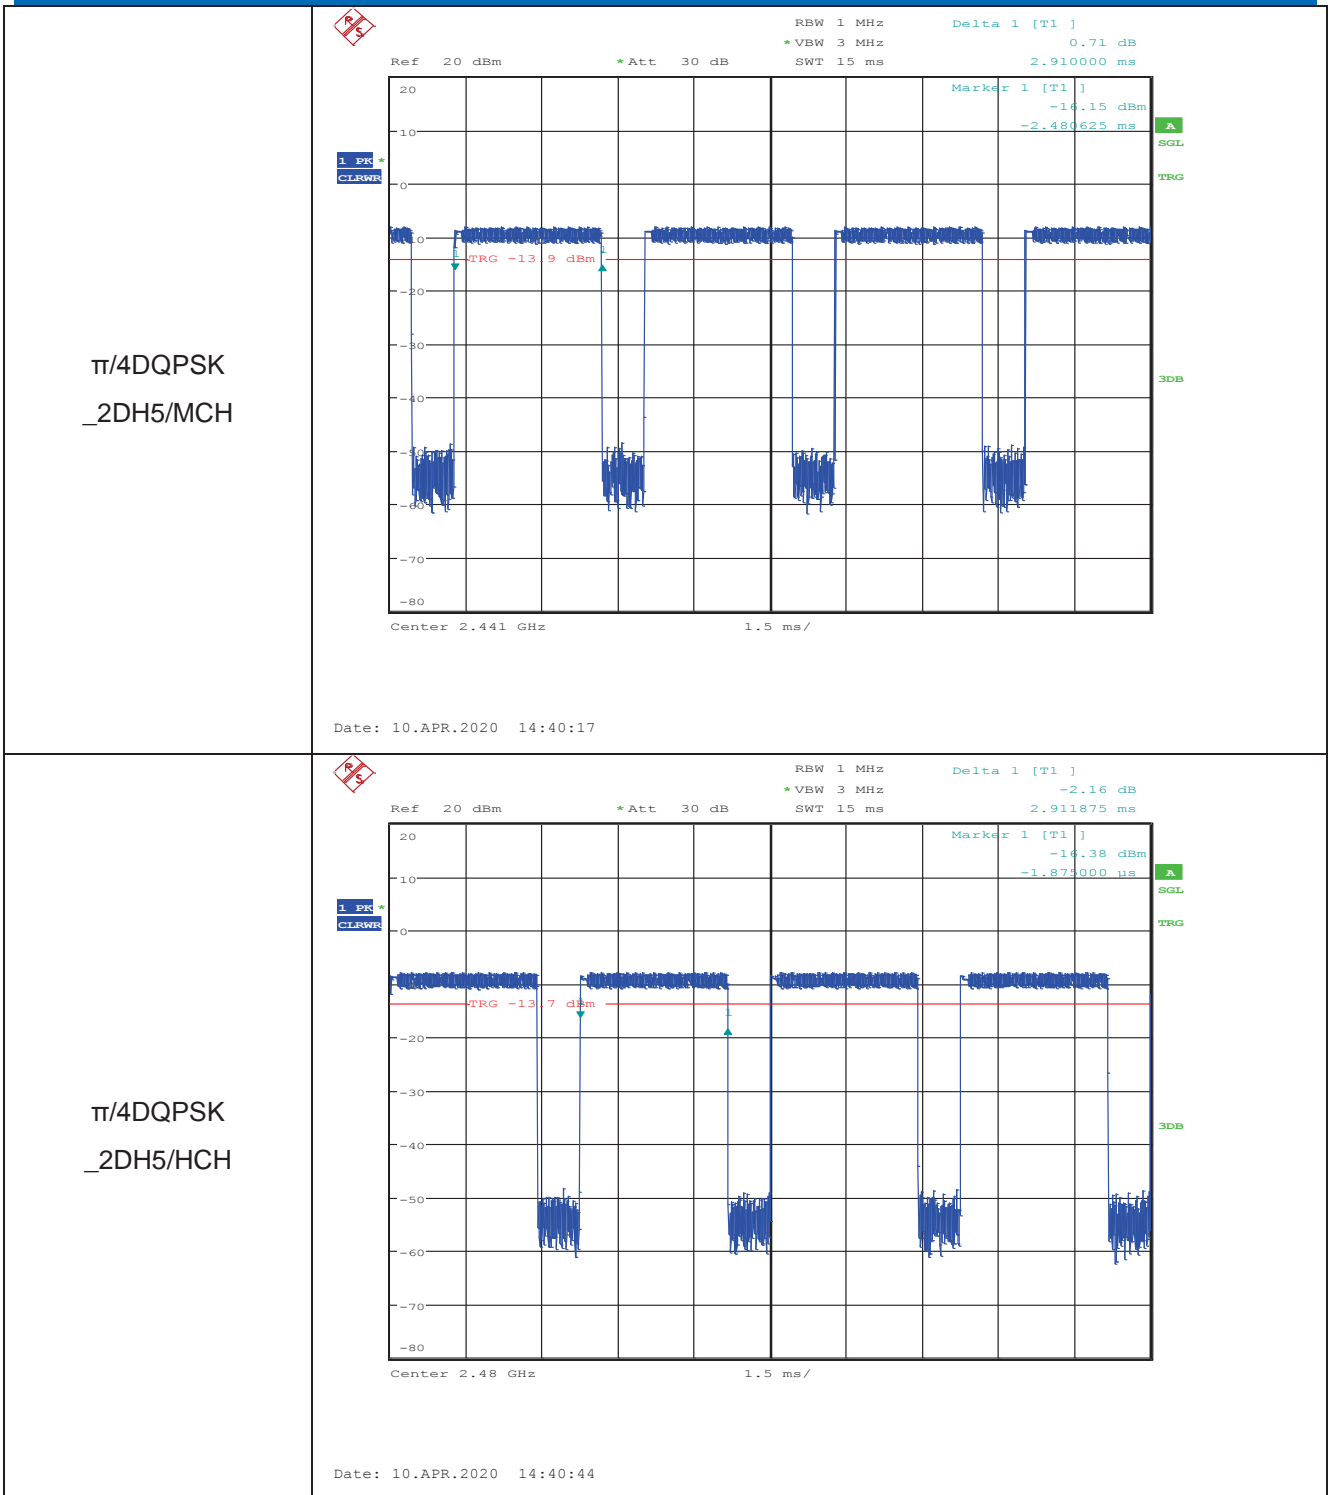 π/4DQPSK
_2DH5/MCH
R S
RBW 1 MHz
Delta 1 [T1 ]
*VBW 3 MHz
0.71 dB
Ref 20 dBm
*Att 30 dB
SWT 15 ms
2.910000 ms
20
Marker 1 [T1 ]
-16.15 dBm
-2.480625 ms
A
10
SGL
1 PK *
CLRWR
TRG
0
-10
1
1
TRG -13.9 dBm
-20
-30
3DB
-40
-50
-60
-70
-80
Center 2.441 GHz
1.5 ms/
Date: 10.APR.2020 14:40:17
π/4DQPSK
_2DH5/HCH
R S
RBW 1 MHz
Delta 1 [T1 ]
*VBW 3 MHz
-2.16 dB
Ref 20 dBm
*Att 30 dB
SWT 15 ms
2.911875 ms
20
Marker 1 [T1 ]
-16.38 dBm
-1.875000 µs
A
10
SGL
1 PK *
CLRWR
TRG
0
TRG -13.7 dBm
1
1
-20
-30
3DB
-40
-50
-60
-70
-80
Center 2.48 GHz
1.5 ms/
Date: 10.APR.2020 14:40:44